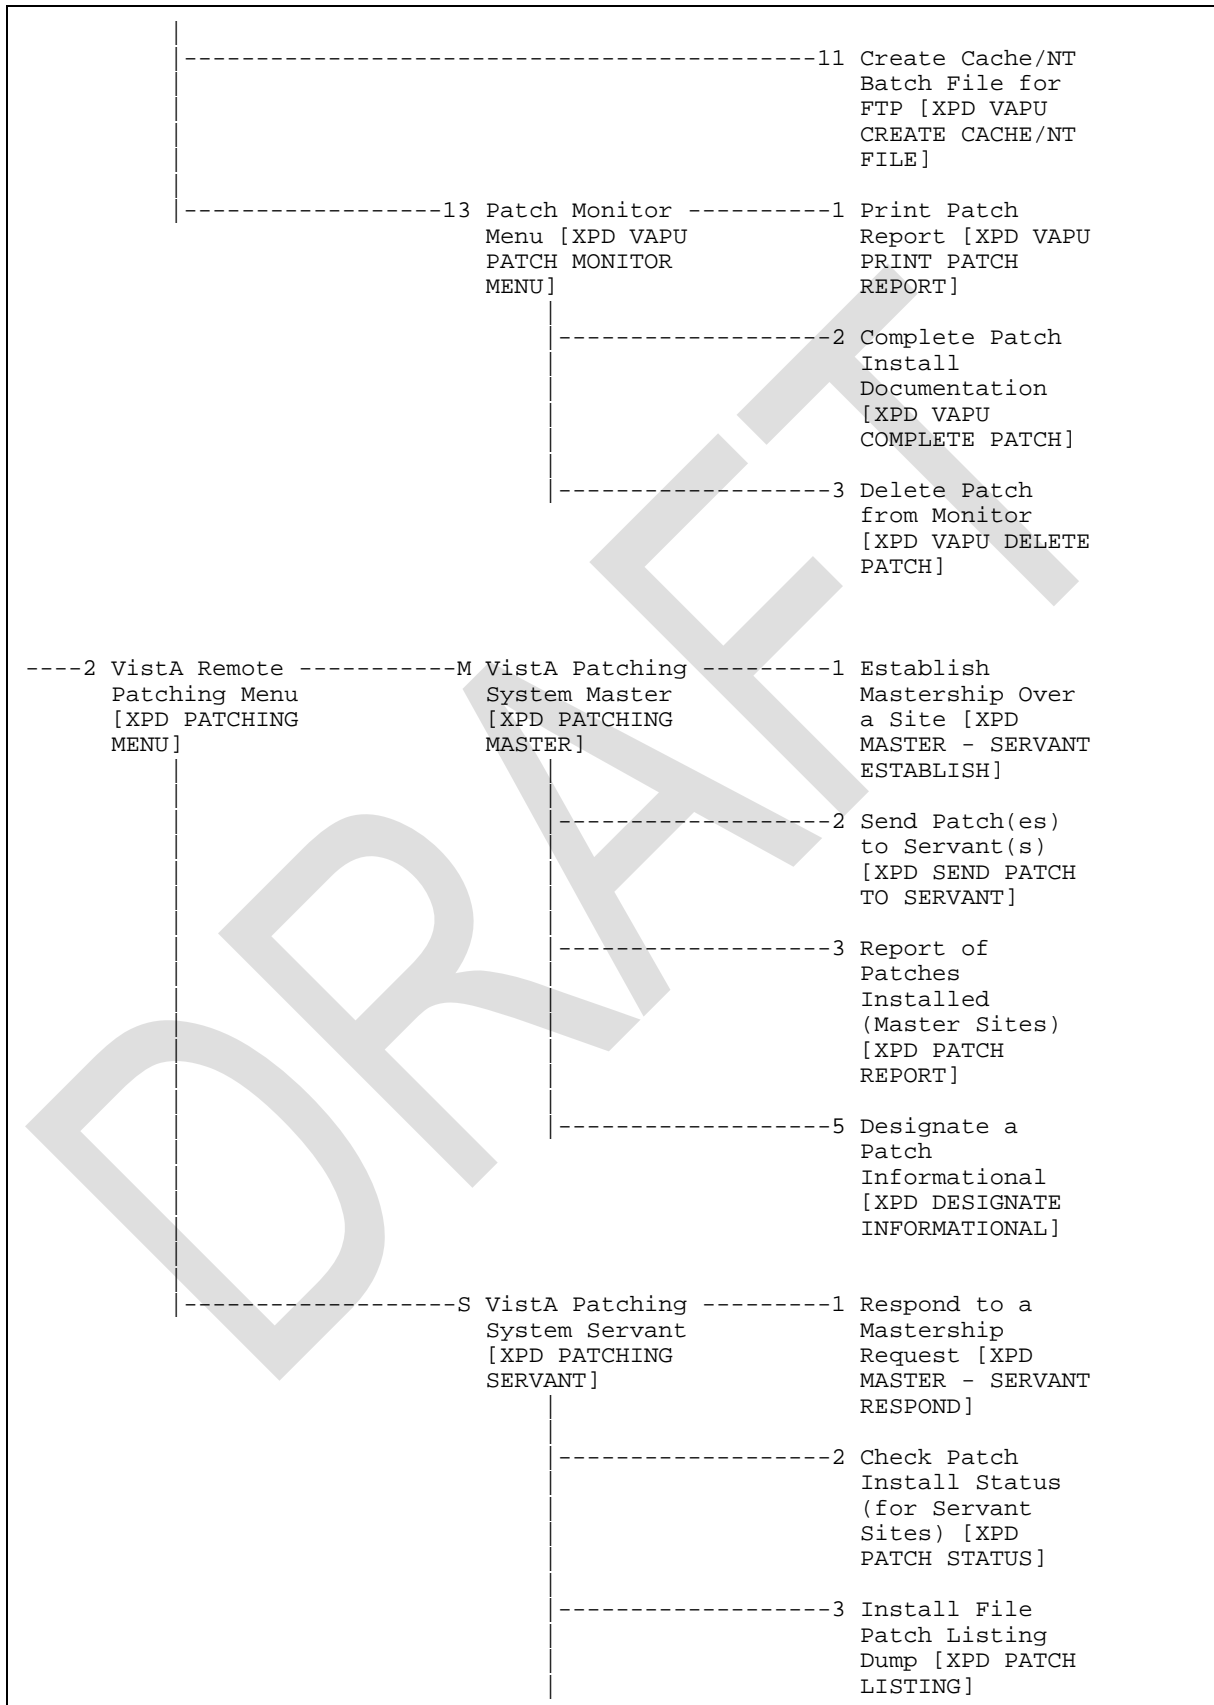 |-------------------------------------------11 Create Cache/NT
Batch File for
FTP [XPD VAPU
CREATE CACHE/NT
FILE]
|------------------13 Patch Monitor ----------1 Print Patch
Menu [XPD VAPU Report [XPD VAPU
PATCH MONITOR PRINT PATCH
MENU] REPORT]
|-------------------2 Complete Patch
Install
Documentation
[XPD VAPU
COMPLETE PATCH]
|-------------------3 Delete Patch
from Monitor
[XPD VAPU DELETE
PATCH]
----2 VistA Remote -----------M VistA Patching ---------1 Establish
Patching Menu System Master Mastership Over
[XPD PATCHING [XPD PATCHING a Site [XPD
MENU] MASTER] MASTER - SERVANT
ESTABLISH]
|-------------------2 Send Patch(es)
to Servant(s)
[XPD SEND PATCH
TO SERVANT]
|-------------------3 Report of
Patches
Installed
(Master Sites)
[XPD PATCH
REPORT]
|-------------------5 Designate a
Patch
Informational
[XPD DESIGNATE
INFORMATIONAL]
|-------------------S VistA Patching ---------1 Respond to a
System Servant Mastership
[XPD PATCHING Request [XPD
SERVANT] MASTER - SERVANT
RESPOND]
|-------------------2 Check Patch
Install Status
(for Servant
Sites) [XPD
PATCH STATUS]
|-------------------3 Install File
Patch Listing
Dump [XPD PATCH
LISTING]
DRAFT